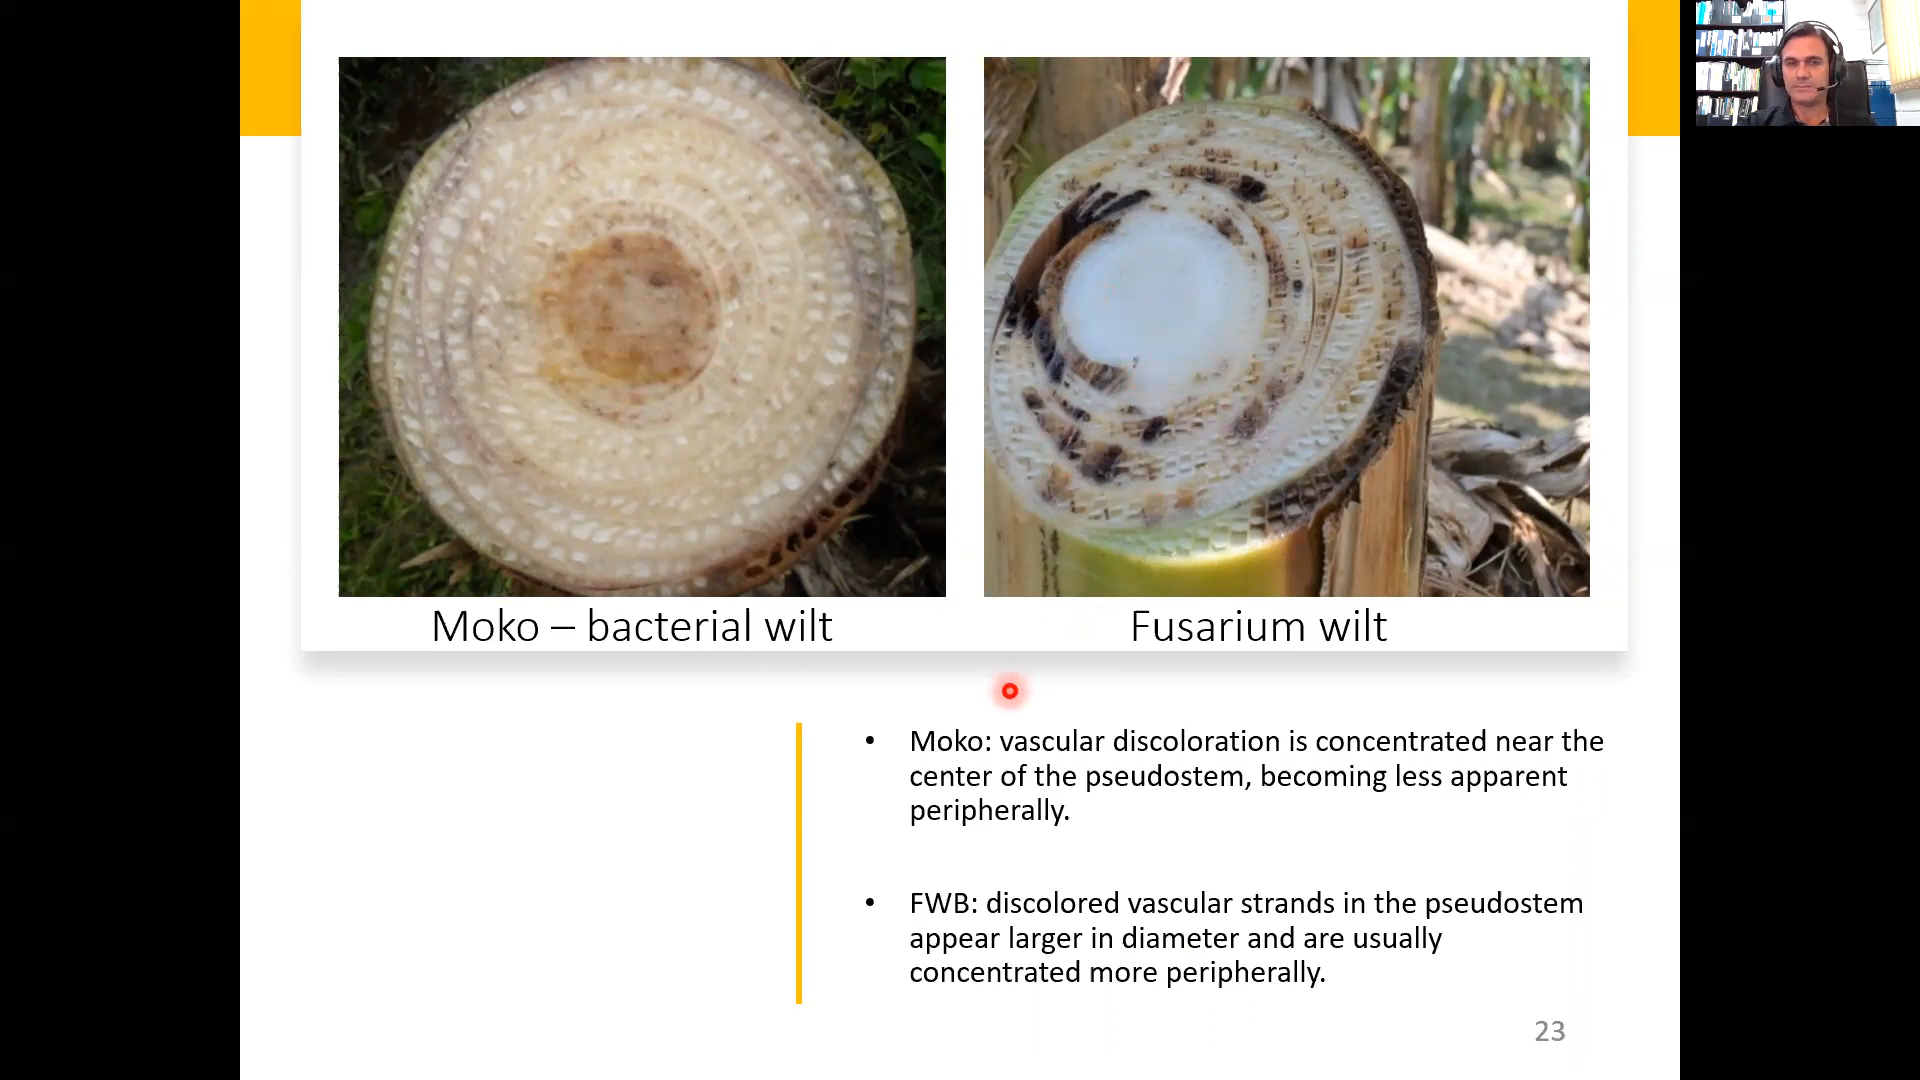 Moko – bacterial wilt
Fusarium wilt
• Moko: vascular discoloration is concentrated near the
center of the pseudostem, becoming less apparent
peripherally.
• FWB: discolored vascular strands in the pseudostem
appear larger in diameter and are usually
concentrated more peripherally.
23